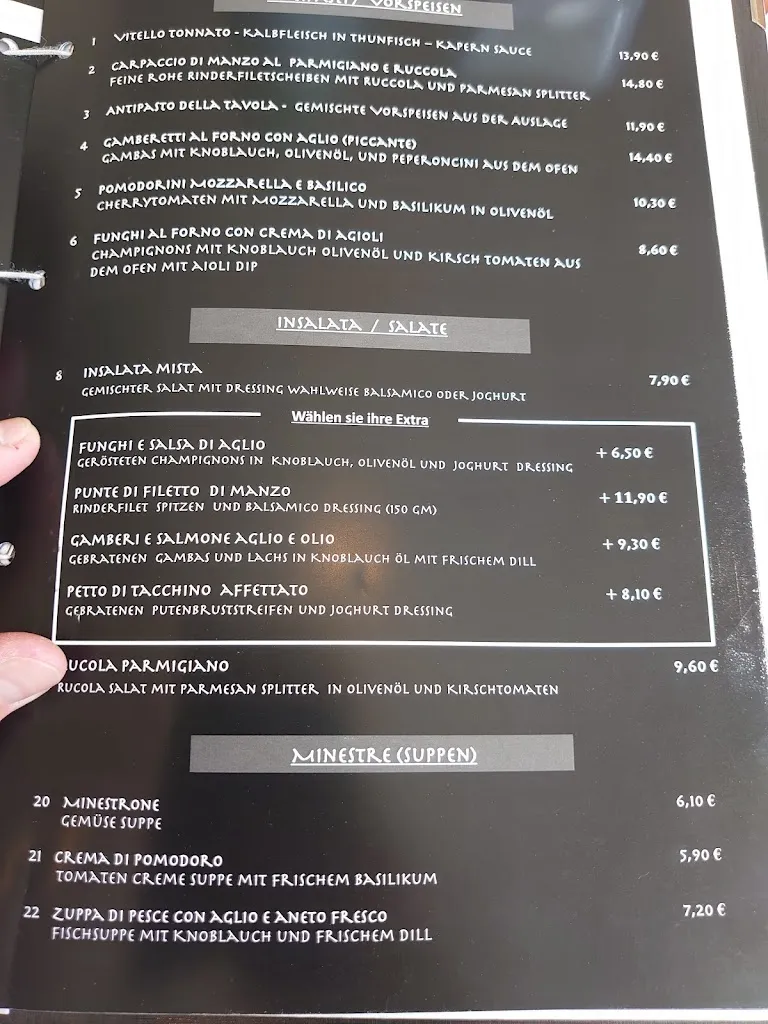 VORSPEISEN
1 VITELLO TONNATO - KALBFLEISCH IN THUNFISCH – KAPERN SAUCE 13,90 €
2 CARPACCIO DI MANZO AL PARMIGIANO E RUCCOLA
FEINE ROHE RINDERFILETSCHEIBEN MIT RUCCOLA UND PARMESAN SPLITTER 14,80 €
3 ANTIPASTO DELLA TAVOLA - GEMISCHTE VORSPEISEN AUS DER AUSLAGE 11,90 €
4 GAMBERETTI AL FORNO CON AGLIO (PICCANTE)
GAMBAS MIT KNOBLAUCH, OLIVENÖL, UND PEPERONCINI AUS DEM OFEN 14,40 €
5 POMODORINI MOZZARELLA E BASILICO
CHERRYTOMATEN MIT MOZZARELLA UND BASILIKUM IN OLIVENÖL 10,30 €
6 FUNGHI AL FORNO CON CREMA DI AGIOLI
CHAMPIGNONS MIT KNOBLAUCH OLIVENÖL UND KIRSCH TOMATEN AUS 8,60 €
DEM OFEN MIT AIOLI DIP
INSALATA / SALATE
8 INSALATA MISTA
GEMISCHTER SALAT MIT DRESSING WAHLWEISE BALSAMICO ODER JOGHURT 7,90 €
Wählen sie ihre Extra
FUNGHI E SALSA DI AGLIO + 6,50 €
GERÖSTETEN CHAMPIGNONS IN KNOBLAUCH, OLIVENÖL UND JOGHURT DRESSING
PUNTE DI FILETTO DI MANZO + 11,90 €
RINDERFILET SPITZEN UND BALSAMICO DRESSING (150 GM)
GAMBERI E SALMONE AGLIO E OLIO + 9,30 €
GEBRATENEN GAMBAS UND LACHS IN KNOBLAUCH ÖL MIT FRISCHEM DILL
PETTO DI TACCHINO AFFETTATO + 8,10 €
GEBRATENEN PUTENBRUSTSTREIFEN UND JOGHURT DRESSING
UCOLA PARMIGIANO 9,60 €
RUCOLA SALAT MIT PARMESAN SPLITTER IN OLIVENÖL UND KIRSCHTOMATEN
MINESTRE (SUPPEN)
20 MINESTRONE 6,10 €
GEMÜSE SUPPE
21 CREMA DI POMODORO 5,90 €
TOMATEN CREME SUPPE MIT FRISCHEM BASILIKUM
22 ZUPPA DI PESCE CON AGLIO E ANETO FRESCO 7,20 €
FISCHSUPPE MIT KNOBLAUCH UND FRISCHEM DILL